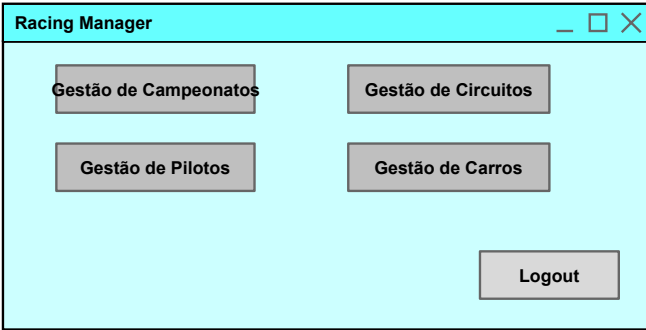 Racing Manager
Gestão de Campeonatos
Gestão de Circuitos
Gestão de Pilotos
Gestão de Carros
Logout